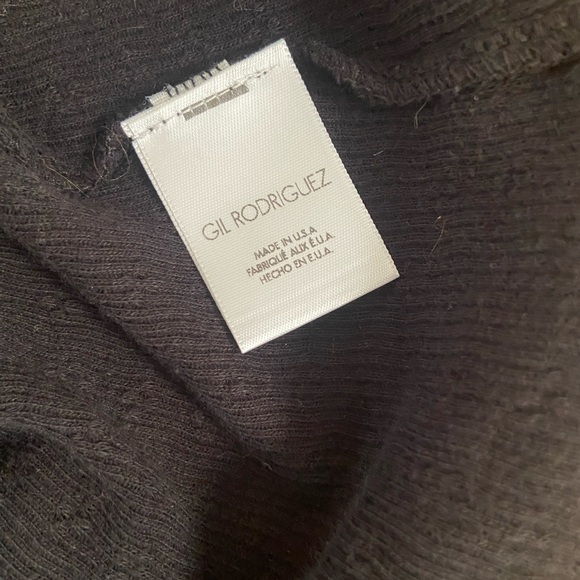 GIL RODRIGUEZ
MADE IN U.S.A
FABRIQUÉ AUX É.U.A.
HECHO EN E.U.A.